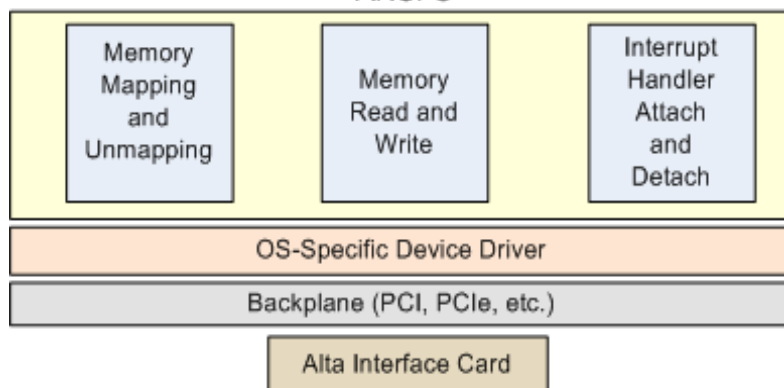 Memory
Mapping
and
Unmapping
Memory
Read and
Write
Interrupt
Handler
Attach
and
Detach
OS-Specific Device Driver
Backplane (PCI, PCIe, etc.)
Alta Interface Card